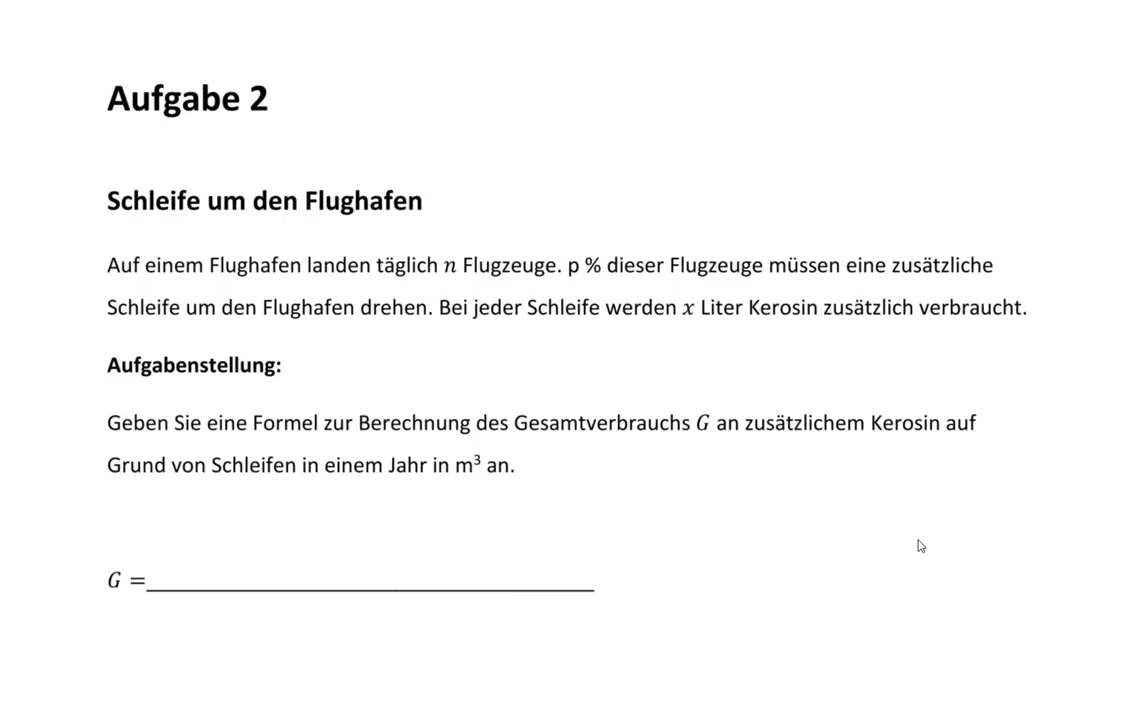 Aufgabe 2
Schleife um den Flughafen
Auf einem Flughafen landen täglich n Flugzeuge. p % dieser Flugzeuge müssen eine zusätzliche
Schleife um den Flughafen drehen. Bei jeder Schleife werden x Liter Kerosin zusätzlich verbraucht.
Aufgabenstellung:
Geben Sie eine Formel zur Berechnung des Gesamtverbrauchs G an zusätzlichem Kerosin auf
Grund von Schleifen in einem Jahr in m³ an.
G =____________________